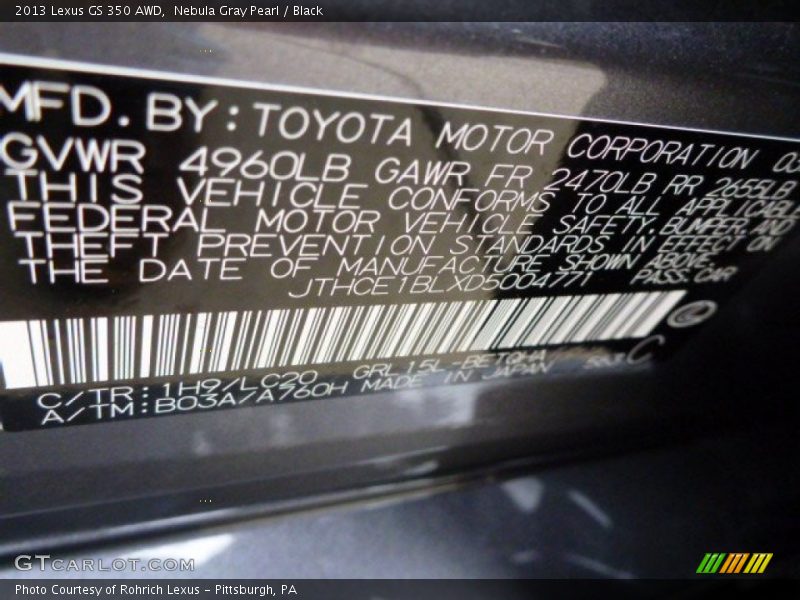 2013 Lexus GS 350 AWD,  Nebula Gray Pearl / Black
MFD. BY: TOYOTA MOTOR CORPORATION 03
GVWR 4960LB GAWR FR 2470LB RR 2655LB
THIS VEHICLE CONFORMS TO ALL APPLICABLE
FEDERAL MOTOR VEHICLE SAFETY, BUMPER, AND
THEFT PREVENTION STANDARDS IN EFFECT ON
THE DATE OF MANUFACTURE SHOWN ABOVE.
JTHCE1BLXD5004771 PASS.CAR
C/TR: 1H9/LC20 GRL15L-BETQHA C
A/TM: B03A/A760H MADE IN JAPAN
GTCARLOT.COM
Photo Courtesy of Rohrich Lexus – Pittsburgh, PA